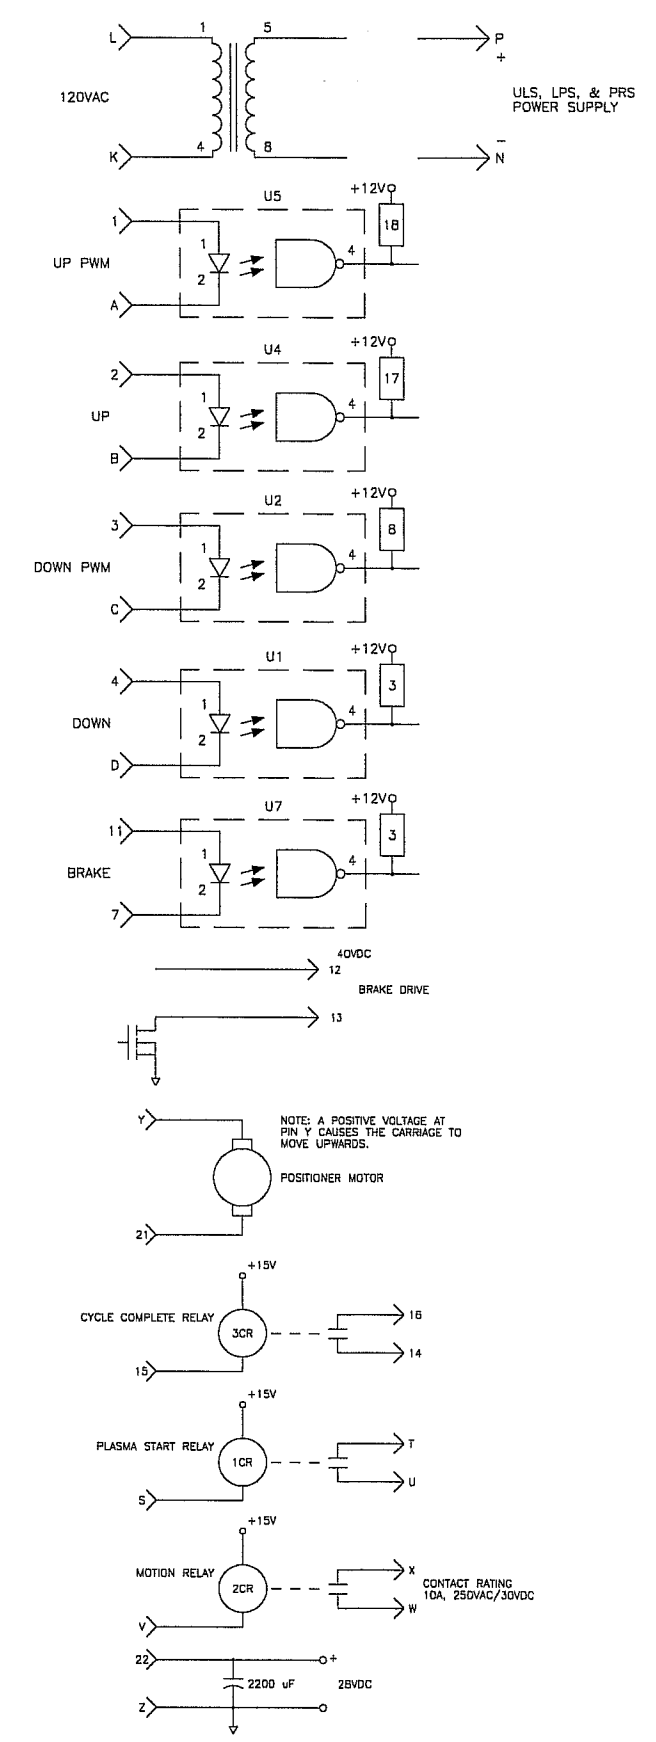 1 5
L P
+
120VAC
ULS, LPS, & PRS
POWER SUPPLY
4 8
K
−
N
U5 +12V
1 18
1 4
UP PWM
2
A
U4 +12V
2 17
1 4
UP
2
B
U2 +12V
3 8
1 4
DOWN PWM
2
C
U1 +12V
4 3
1 4
DOWN
2
D
U7 +12V
11 3
1 4
BRAKE
2
7
40VDC
12
BRAKE DRIVE
13
Y
NOTE: A POSITIVE VOLTAGE AT
PIN Y CAUSES THE CARRIAGE TO
MOVE UPWARDS.
POSITIONER MOTOR
21
+15V
CYCLE COMPLETE RELAY 3CR
16
14
15
+15V
PLASMA START RELAY 1CR
T
U
S
+15V
MOTION RELAY 2CR
X
W
CONTACT RATING
10A, 250VAC/30VDC
V
22 +
2200 uF 28VDC
Z